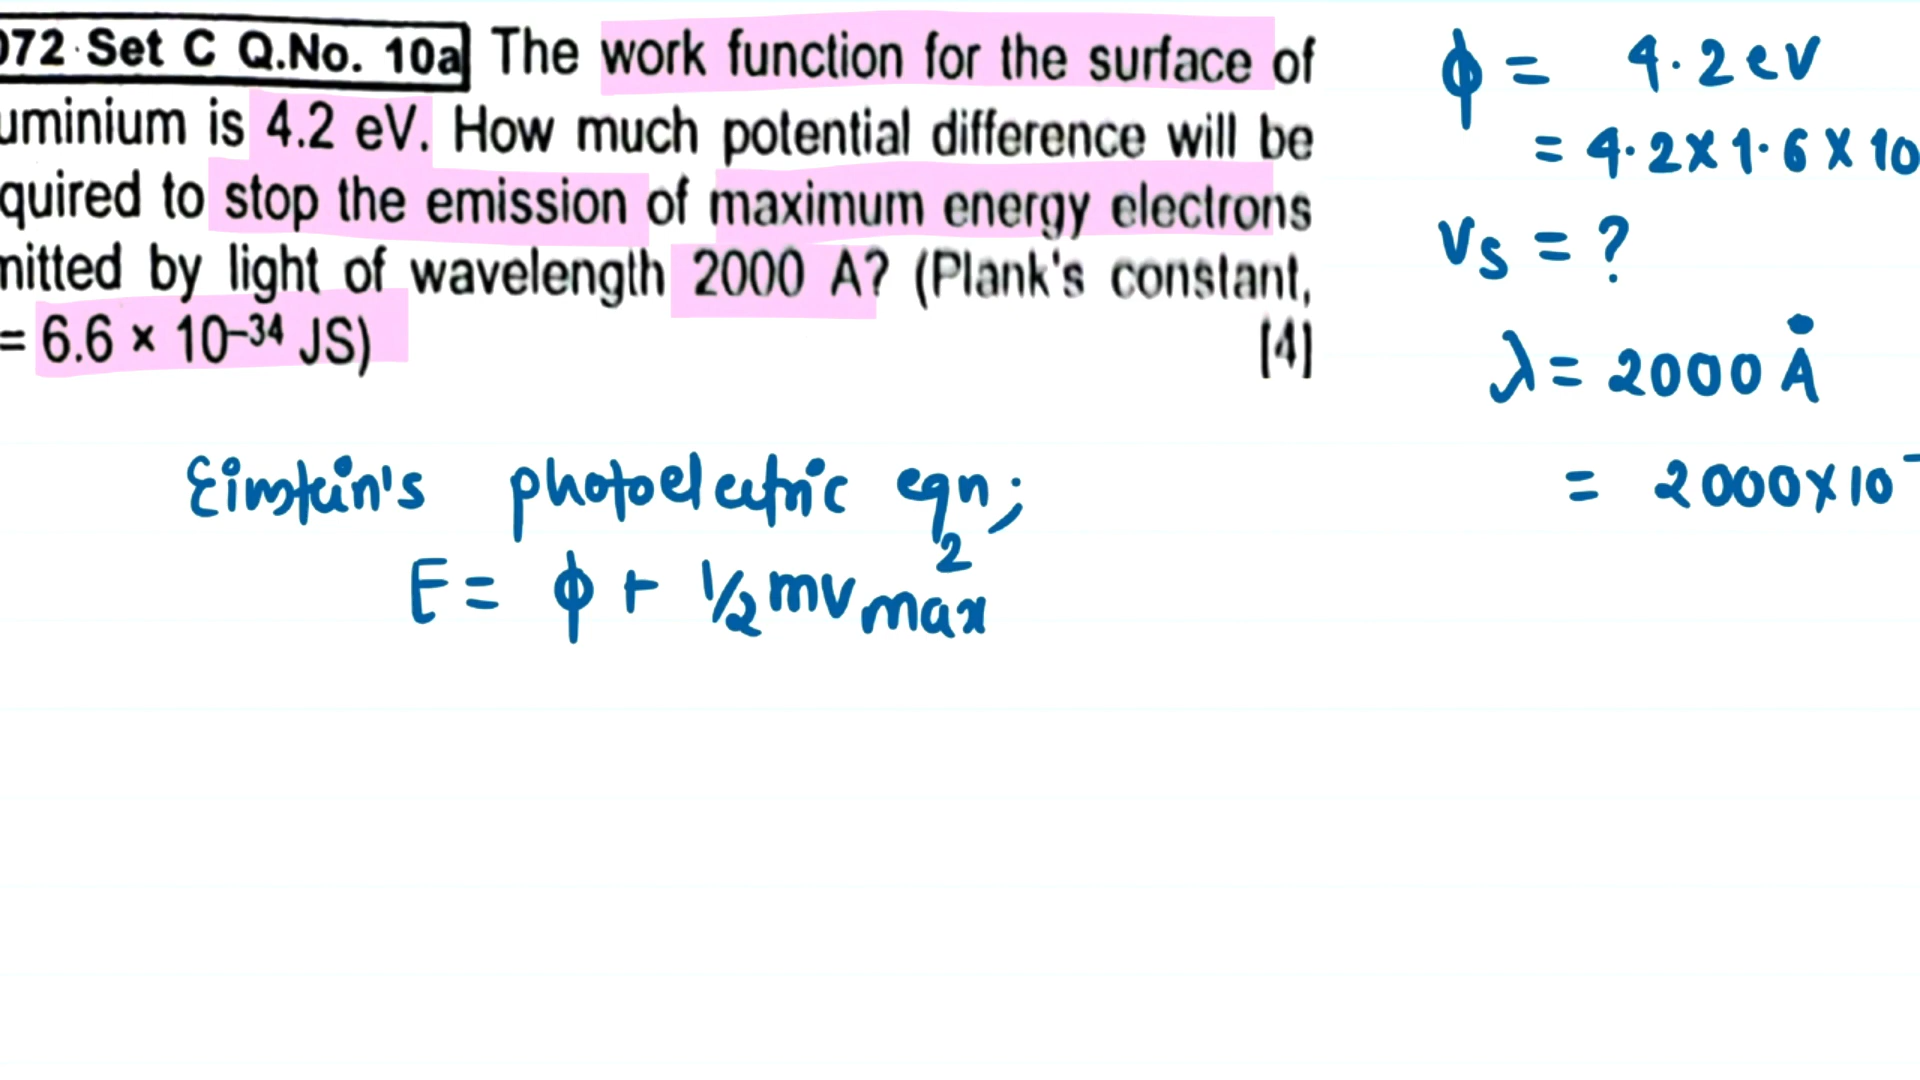 072 Set C Q.No. 10a The work function for the surface of
uminium is 4.2 eV. How much potential difference will be
quired to stop the emission of maximum energy electrons
mitted by light of wavelength 2000 A? (Plank's constant,
= 6.6 × 10–34 JS) [4]
ϕ = 4.2 eV
= 4.2 x 1.6 x 10
Vs = ?
λ = 2000 Å
= 2000 x 10-
Einstein's photoelectric eqn;
E = ϕ + 1/2 mv²max